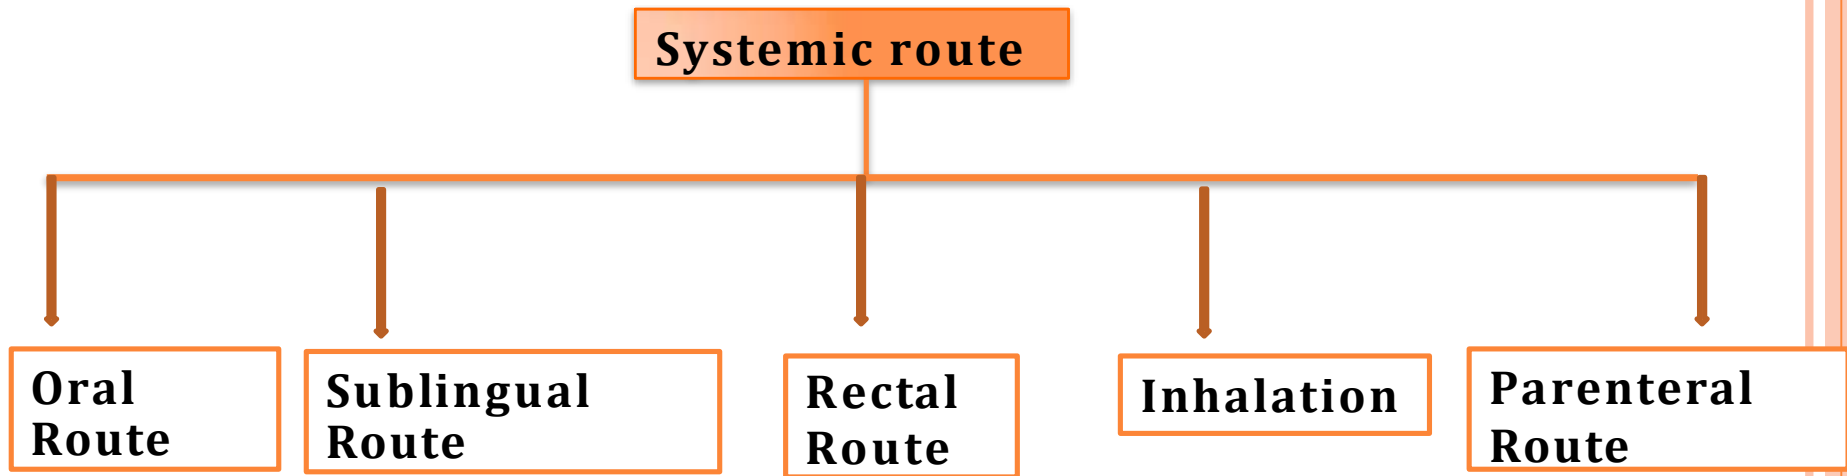 Systemic route
Oral
Route
Sublingual
Route
Rectal
Route
Inhalation
Parenteral
Route